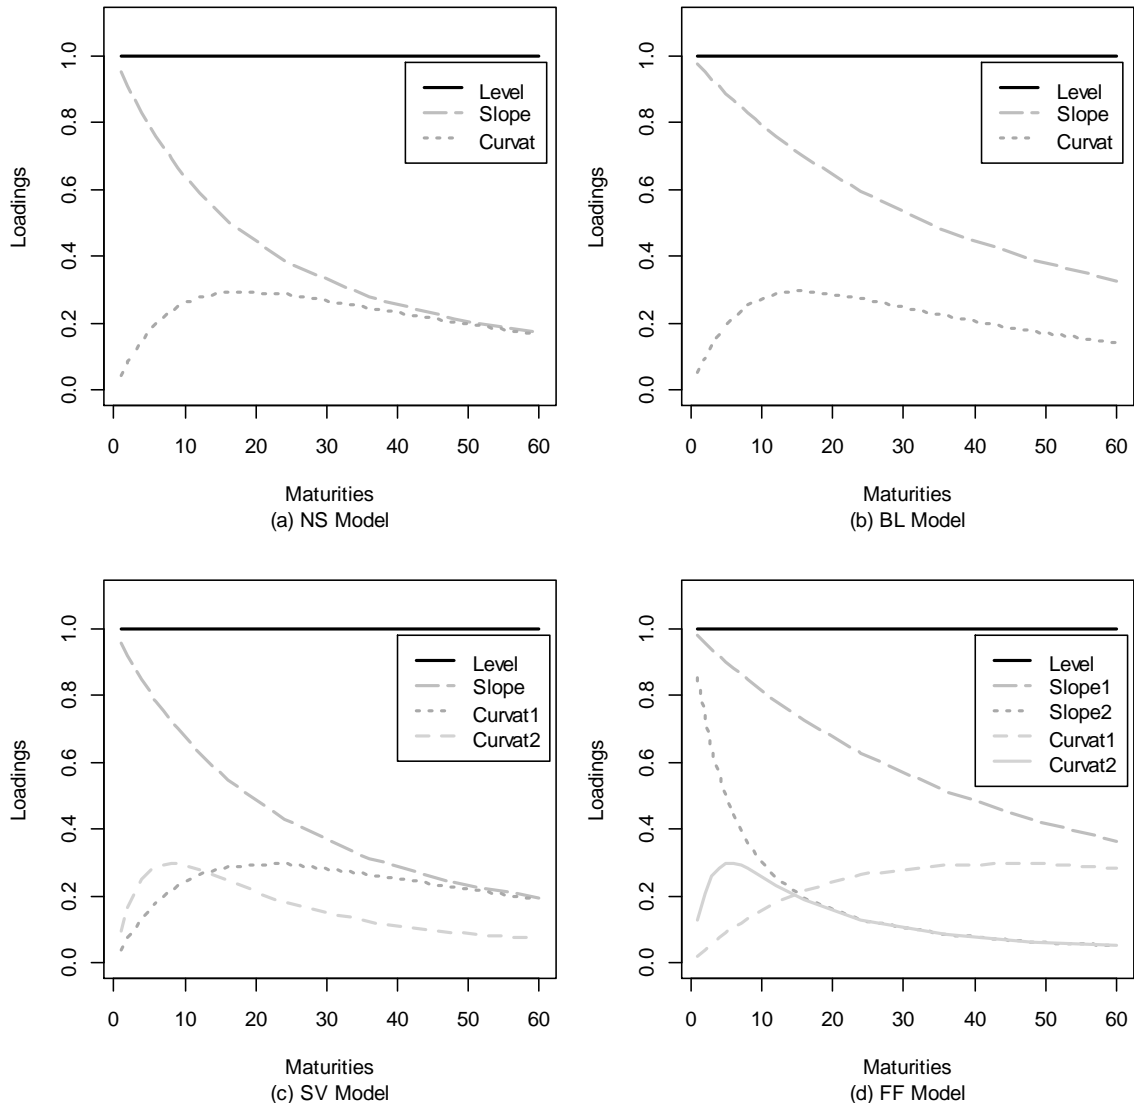 Loadings
1.0
0.8
0.6
0.4
0.2
0.0
Level
Slope
Curvat
0 10 20 30 40 50 60
Maturities
(a) NS Model
Loadings
1.0
0.8
0.6
0.4
0.2
0.0
Level
Slope
Curvat
0 10 20 30 40 50 60
Maturities
(b) BL Model
Loadings
1.0
0.8
0.6
0.4
0.2
0.0
Level
Slope
Curvat1
Curvat2
0 10 20 30 40 50 60
Maturities
(c) SV Model
Loadings
1.0
0.8
0.6
0.4
0.2
0.0
Level
Slope1
Slope2
Curvat1
Curvat2
0 10 20 30 40 50 60
Maturities
(d) FF Model